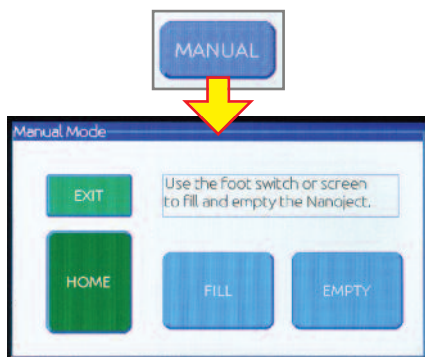 MANUAL
Manual Mode
EXIT
Use the foot switch or screen
to fill and empty the Nanoject.
HOME
FILL
EMPTY